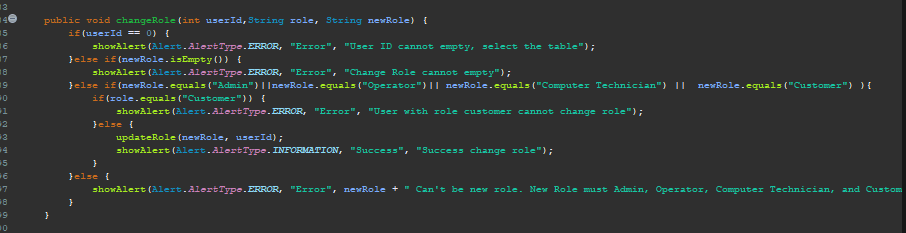 public void changeRole(int userId,String role, String newRole) {
if(userId == 0) {
showAlert(Alert.AlertType.ERROR, "Error", "User ID cannot empty, select the table");
}else if(newRole.isEmpty()) {
showAlert(Alert.AlertType.ERROR, "Error", "Change Role cannot empty");
}else if(newRole.equals("Admin")||newRole.equals("Operator")|| newRole.equals("Computer Technician") ||  newRole.equals("Customer") ){
if(role.equals("Customer")) {
showAlert(Alert.AlertType.ERROR, "Error", "User with role customer cannot change role");
}else {
updateRole(newRole, userId);
showAlert(Alert.AlertType.INFORMATION, "Success", "Success change role");
}
}else {
showAlert(Alert.AlertType.ERROR, "Error", newRole + " Can't be new role. New Role must Admin, Operator, Computer Technician, and Custom
}
}